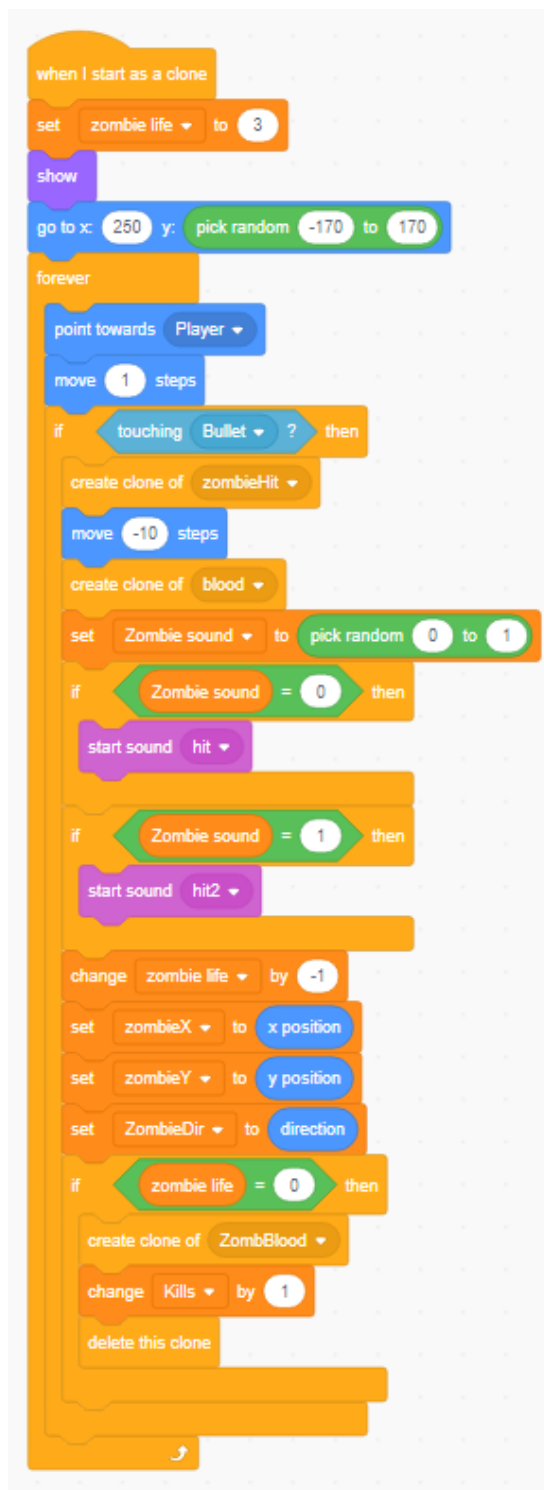 when I start as a clone
set zombie life to 3
show
go to x: 250 y: pick random -170 to 170
forever
point towards Player
move 1 steps
if touching Bullet ? then
create clone of zombieHit
move -10 steps
create clone of blood
set Zombie sound to pick random 0 to 1
if Zombie sound = 0 then
start sound hit
if Zombie sound = 1 then
start sound hit2
change zombie life by -1
set zombieX to x position
set zombieY to y position
set ZombieDir to direction
if zombie life = 0 then
create clone of ZombBlood
change Kills by 1
delete this clone